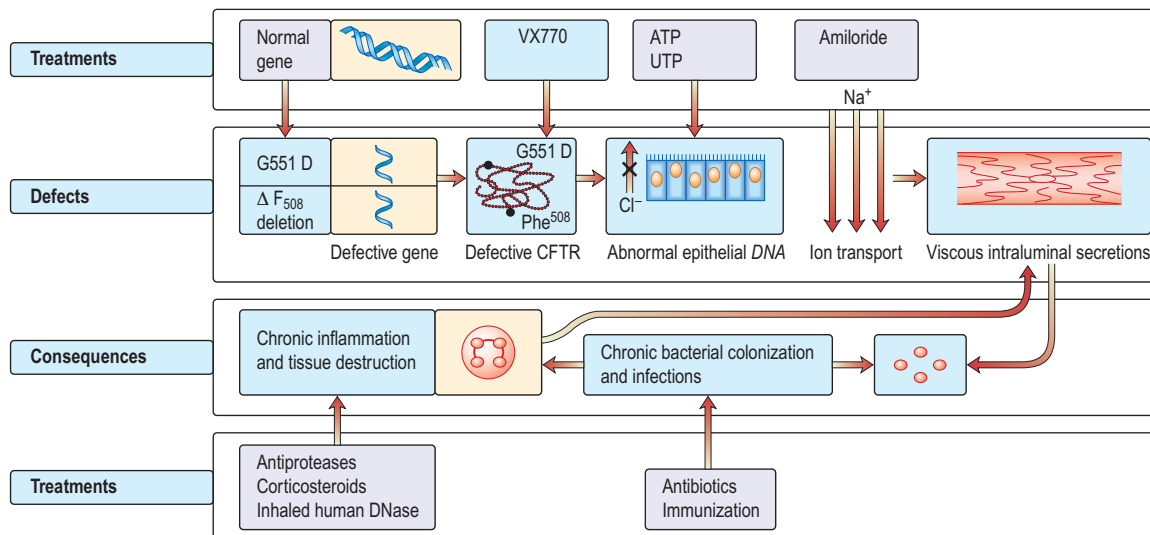 Treatments
Normal
gene
VX770
ATP
UTP
Amiloride
Na⁺
Defects
G551 D
Δ F₅₀₈
deletion
Defective gene
G551 D
Phe⁵⁰⁸
Defective CFTR
Cl⁻
Abnormal epithelial DNA
Ion transport
Viscous intraluminal secretions
Consequences
Chronic inflammation
and tissue destruction
Chronic bacterial colonization
and infections
Treatments
Antiproteases
Corticosteroids
Inhaled human DNase
Antibiotics
Immunization